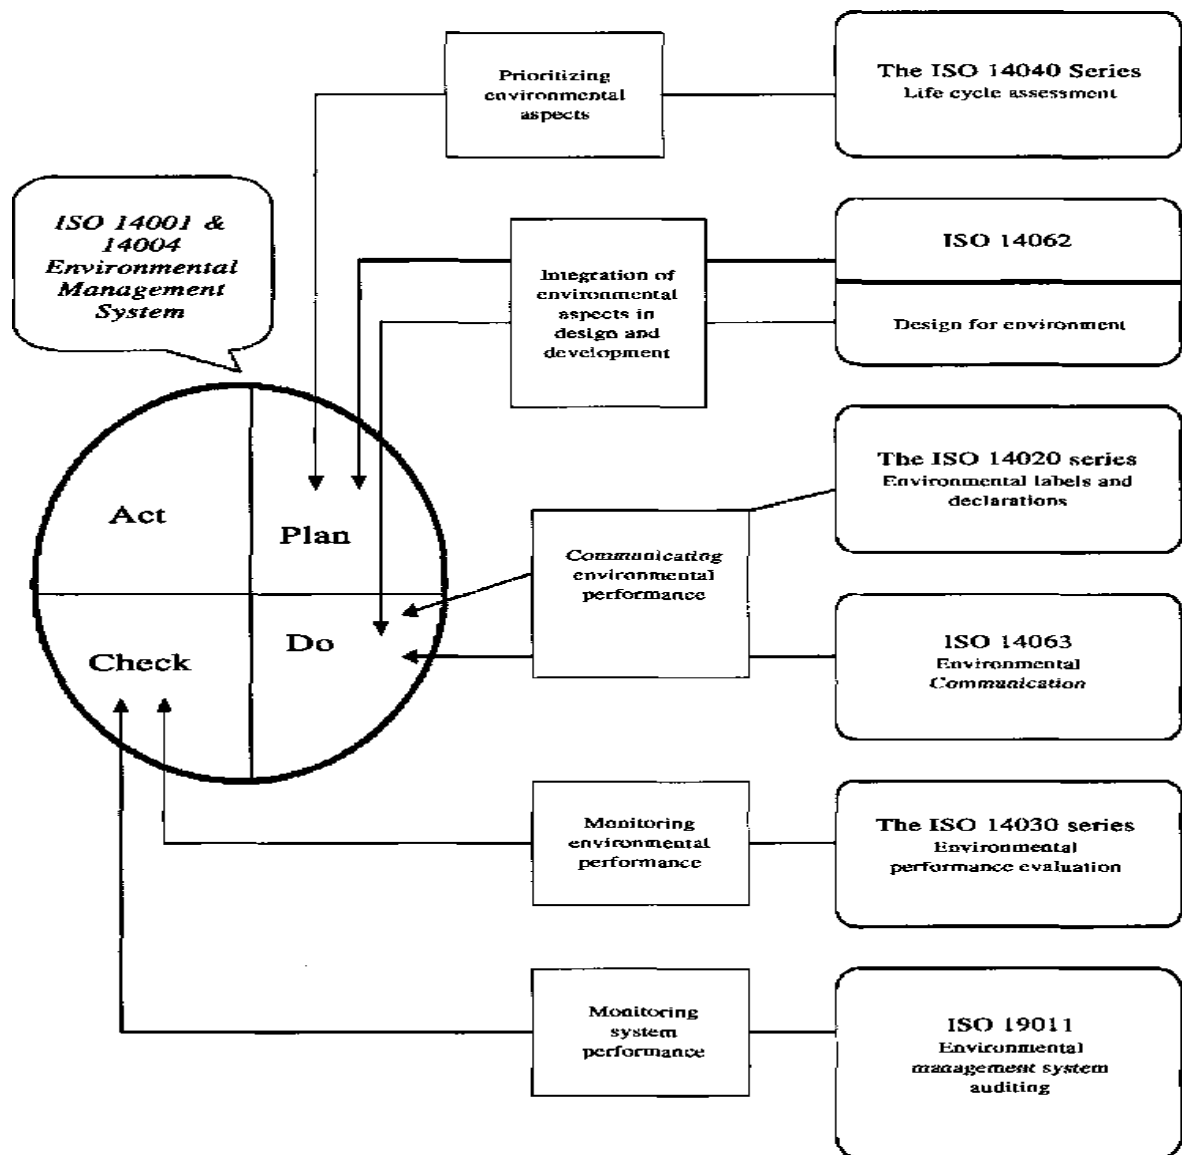 Prioritizing
environmental
aspects
The ISO 14040 Series
Life cycle assessment
ISO 14001 &
14004
Environmental
Management
System
Integration of
environmental
aspects in
design and
development
ISO 14062
Design for environment
The ISO 14020 series
Environmental labels and
declarations
Act
Plan
Communicating
environmental
performance
Check
Do
ISO 14063
Environmental
Communication
Monitoring
environmental
performance
The ISO 14030 series
Environmental
performance evaluation
Monitoring
system
performance
ISO 19011
Environmental
management system
auditing